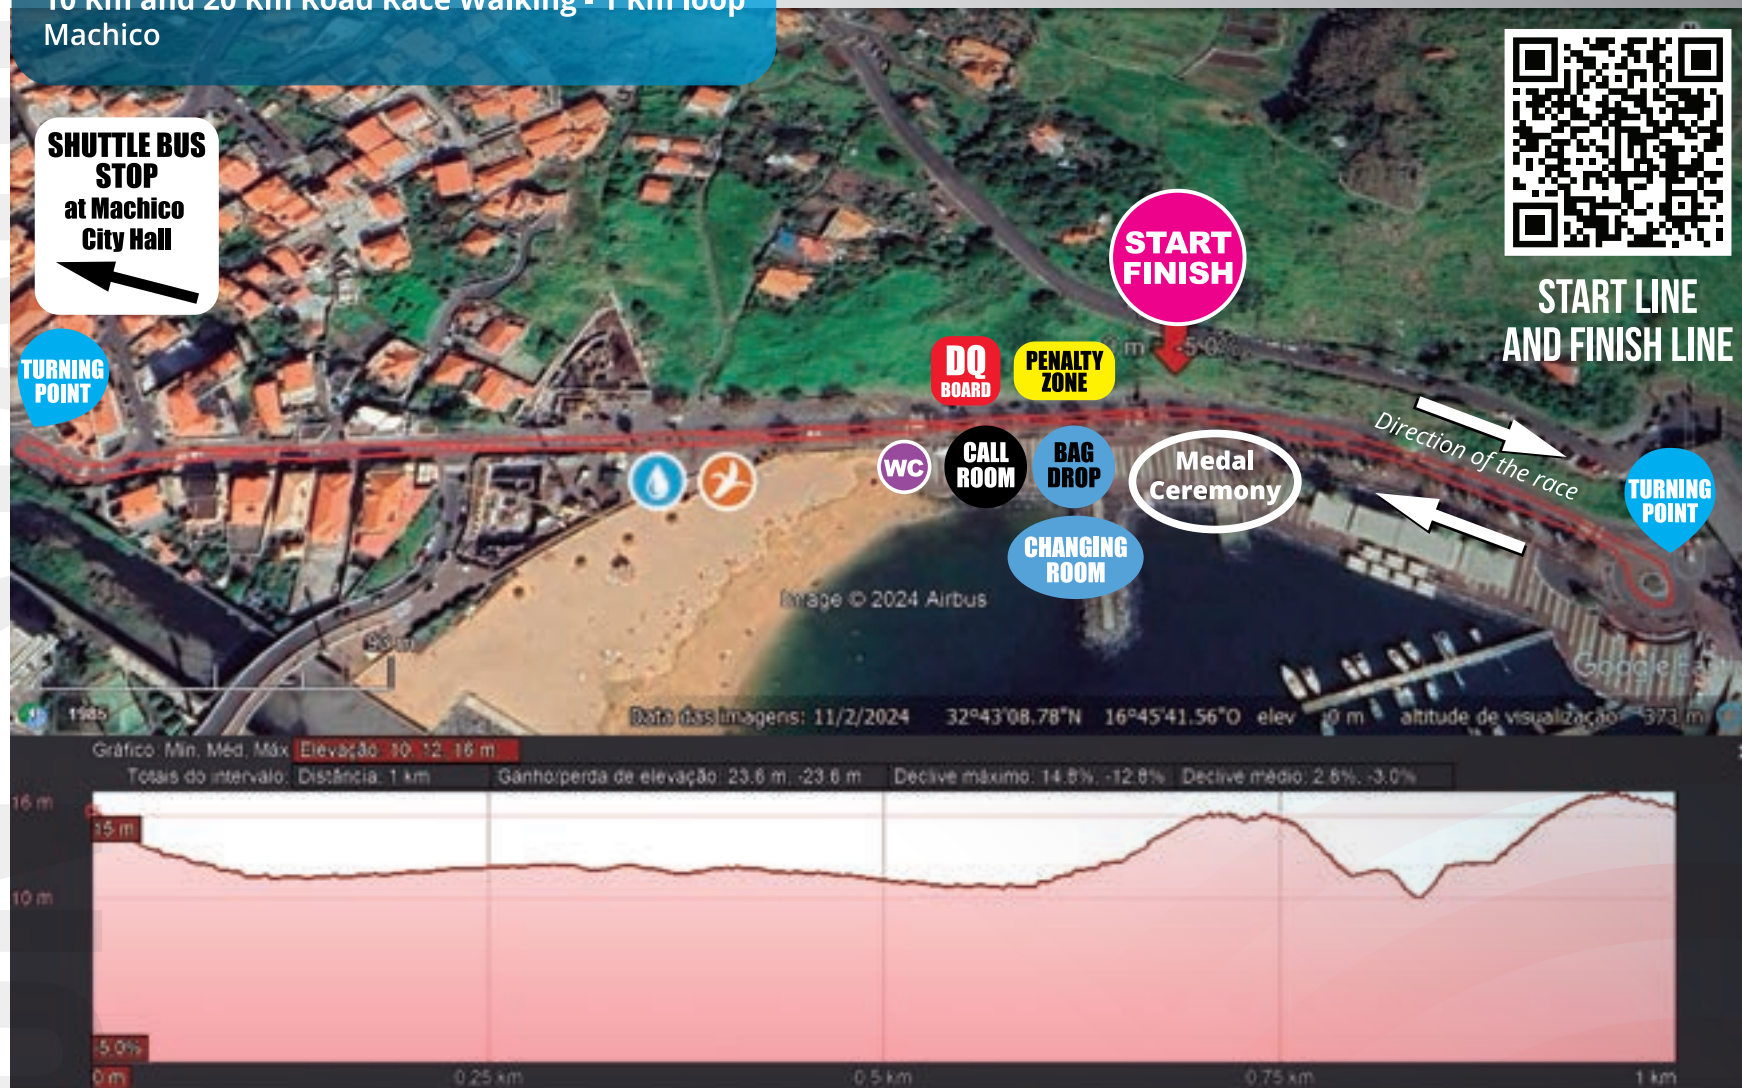 10 Km and 20 Km Road Race Walking - 1 Km loop
Machico
SHUTTLE BUS
STOP
at Machico
City Hall
START
FINISH
START LINE
AND FINISH LINE
TURNING
POINT
DQ
BOARD
PENALTY
ZONE
m -5.0%
Direction of the race
WC
CALL
ROOM
BAG
DROP
Medal
Ceremony
TURNING
POINT
CHANGING
ROOM
Image © 2024 Airbus
93 m
Google Earth
1985
Data das imagens: 11/2/2024 32°43'08.78"N 16°45'41.56"O elev 0 m altitude de visualização 373 m
Gráfico: Mín, Méd, Máx Elevação: 10, 12, 16 m
Totais do intervalo: Distância: 1 km Ganho/perda de elevação: 23.6 m, -23.6 m Declive máximo: 14.8%, -12.8% Declive médio: 2.8%, -3.0%
16 m
15 m
10 m
-5.0%
0 m 0.25 km 0.5 km 0.75 km 1 km